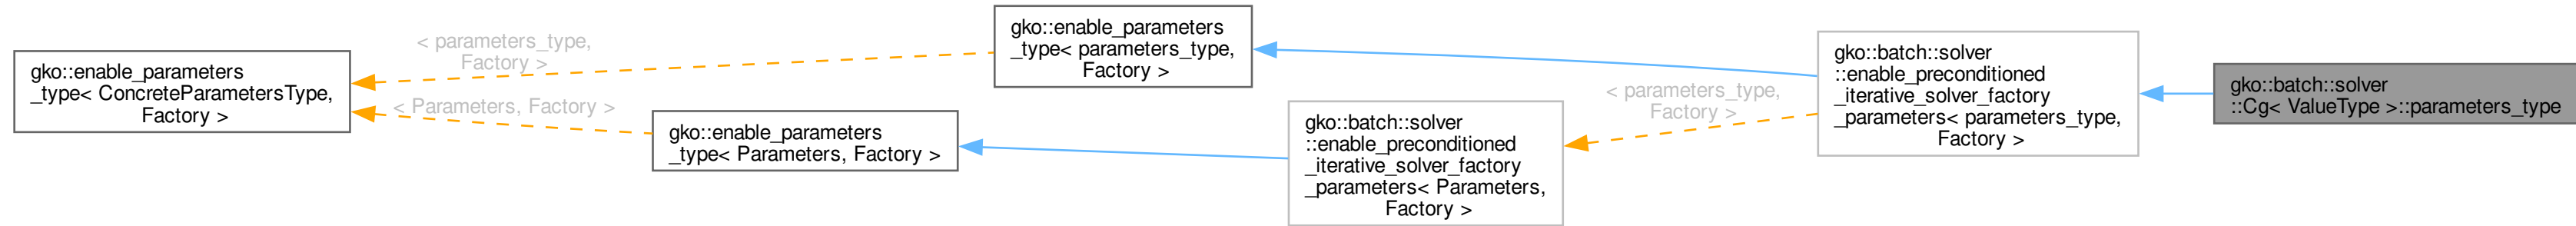 gko::enable_parameters
_type< ConcreteParametersType,
Factory >
< parameters_type,
Factory >
< Parameters, Factory >
gko::enable_parameters
_type< Parameters, Factory >
gko::enable_parameters
_type< parameters_type,
Factory >
gko::batch::solver
::enable_preconditioned
_iterative_solver_factory
_parameters< Parameters,
Factory >
< parameters_type,
Factory >
gko::batch::solver
::enable_preconditioned
_iterative_solver_factory
_parameters< parameters_type,
Factory >
gko::batch::solver
::Cg< ValueType >::parameters_type